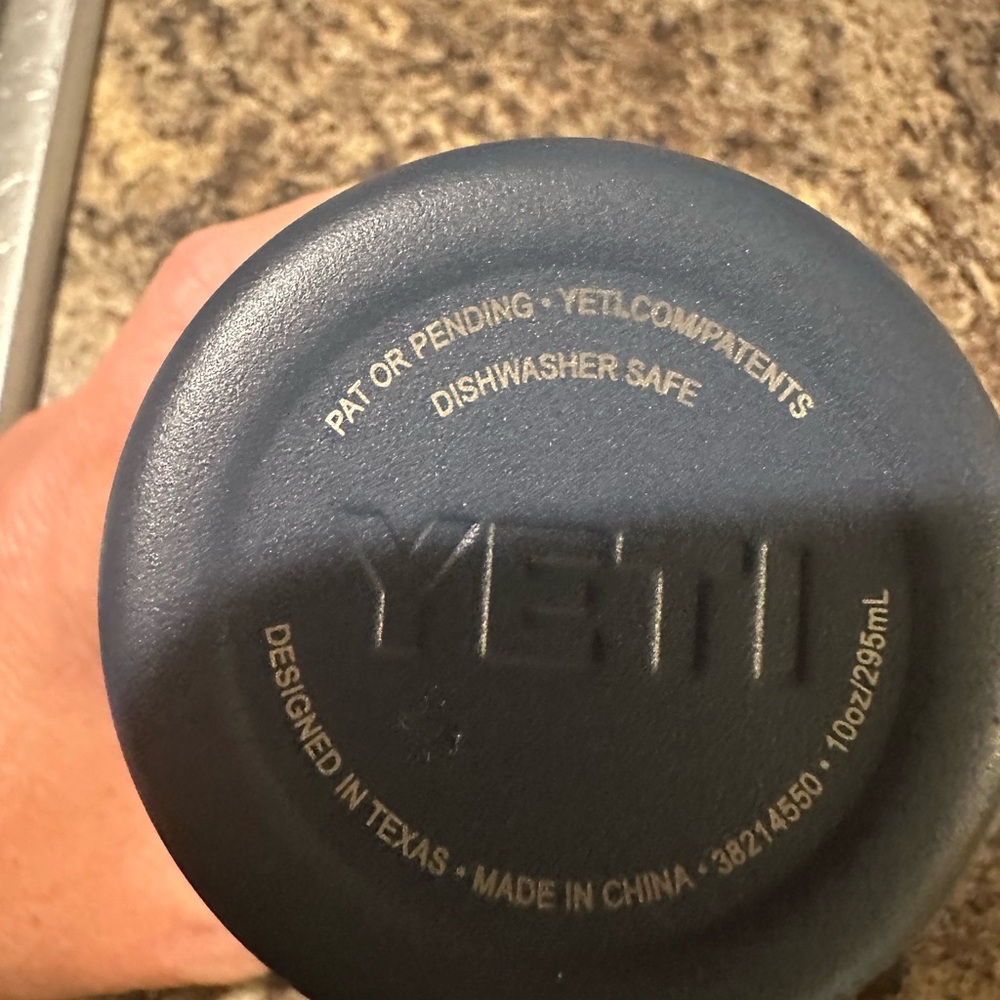 PAT OR PENDING • YETI.COM/PATENTS
DISHWASHER SAFE
YETI
DESIGNED IN TEXAS • MADE IN CHINA • 38214550 • 10oz/295mL